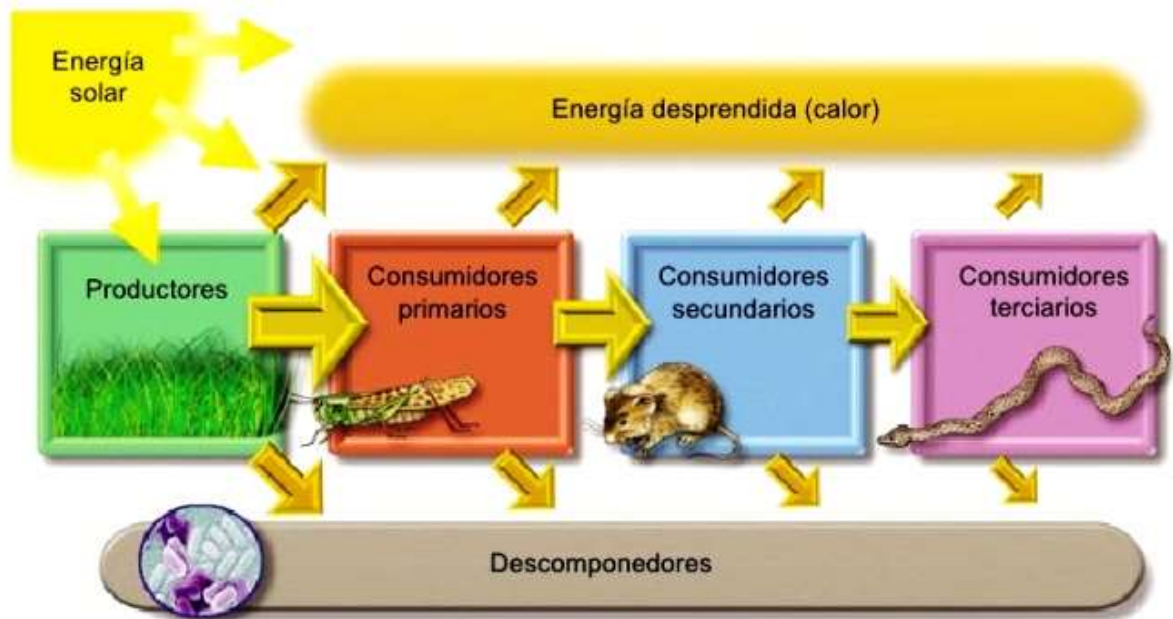 Energía
solar
Energía desprendida (calor)
Productores
Consumidores
primarios
Consumidores
secundarios
Consumidores
terciarios
Descomponedores